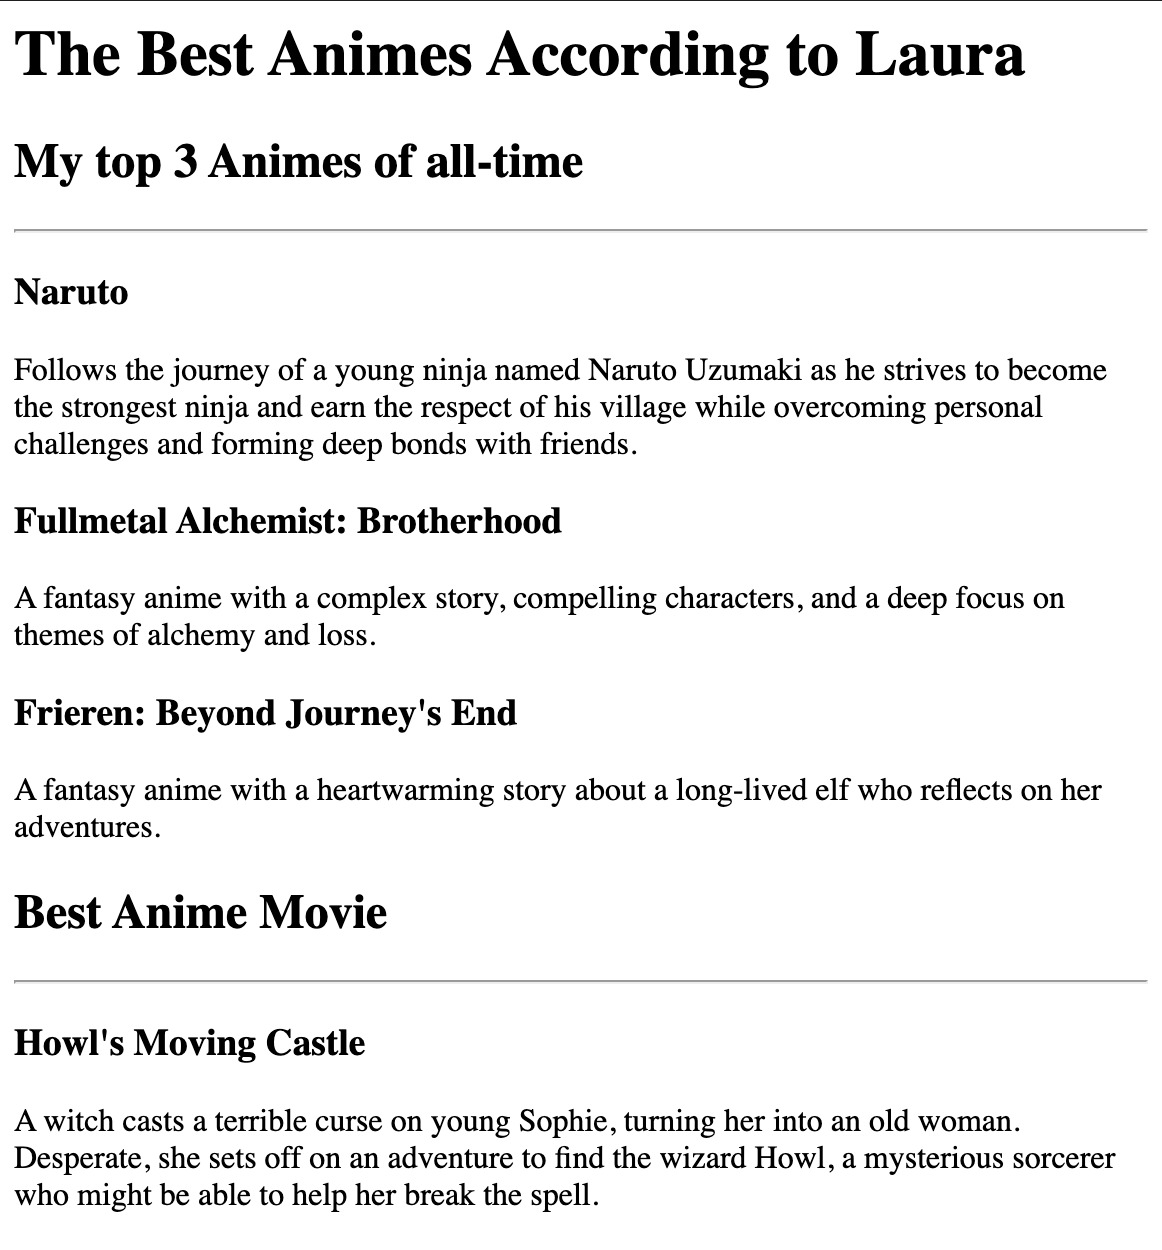 The Best Animes According to Laura
My top 3 Animes of all-time
Naruto
Follows the journey of a young ninja named Naruto Uzumaki as he strives to become
the strongest ninja and earn the respect of his village while overcoming personal
challenges and forming deep bonds with friends.
Fullmetal Alchemist: Brotherhood
A fantasy anime with a complex story, compelling characters, and a deep focus on
themes of alchemy and loss.
Frieren: Beyond Journey's End
A fantasy anime with a heartwarming story about a long-lived elf who reflects on her
adventures.
Best Anime Movie
Howl's Moving Castle
A witch casts a terrible curse on young Sophie, turning her into an old woman.
Desperate, she sets off on an adventure to find the wizard Howl, a mysterious sorcerer
who might be able to help her break the spell.